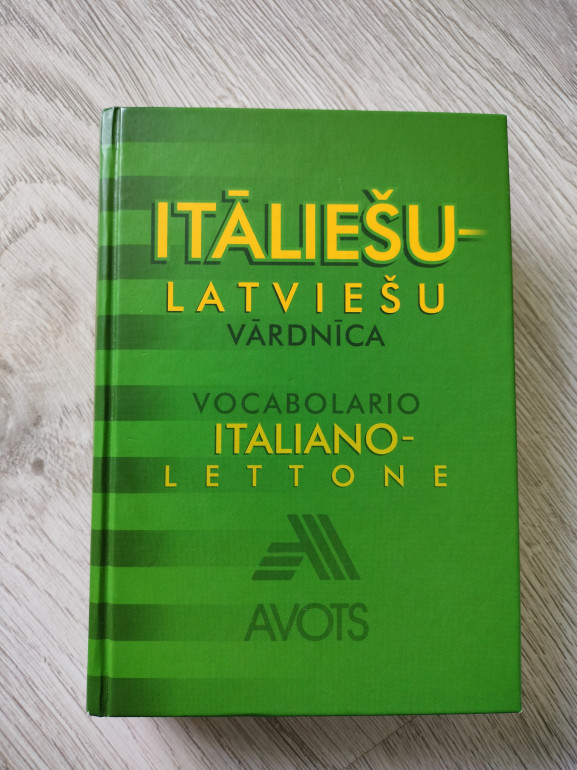 ITĀLIEŠU-
LATVIEŠU
VĀRDNĪCA
VOCABOLARIO
ITALIANO-
LETTONE
AVOTS